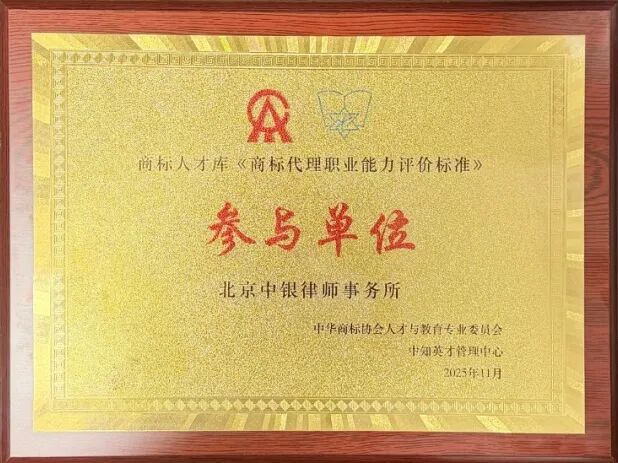 商标人才库《商标代理职业能力评价标准》
参与单位
北京中银律师事务所
中华商标协会人才与教育专业委员会
中知英才管理中心
2025年11月